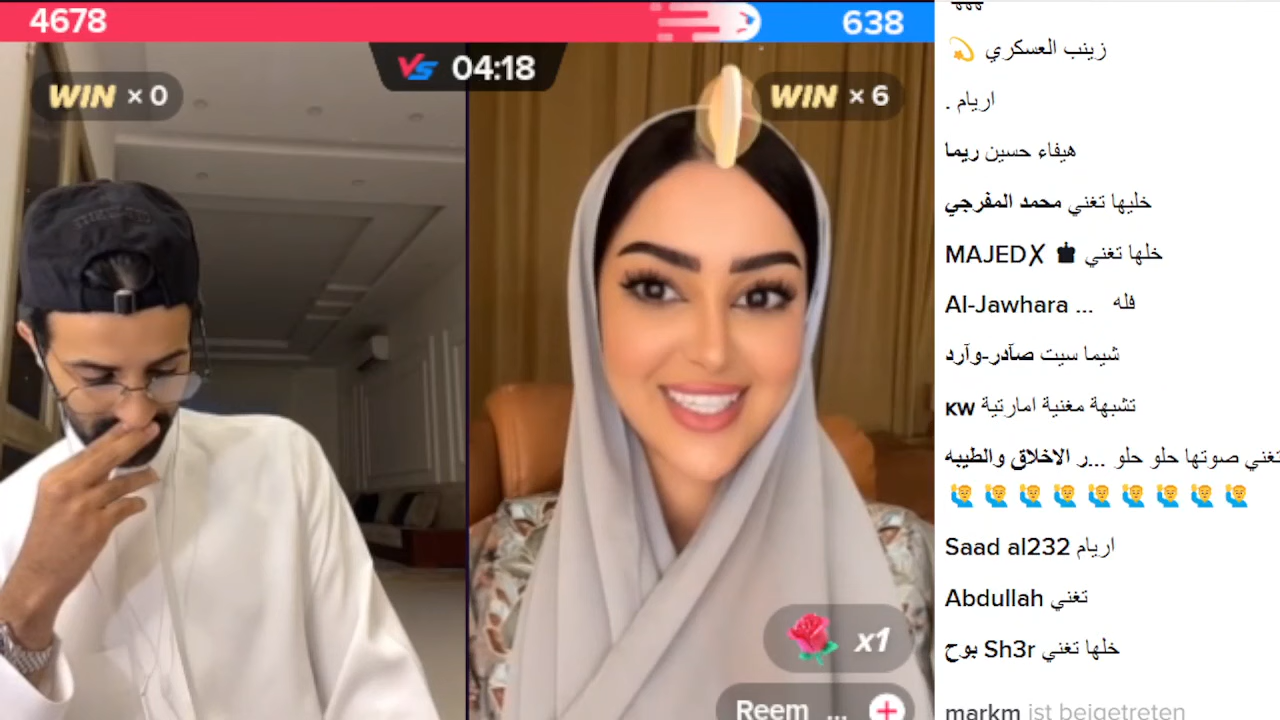 4678
638
VS 04:18
WIN x 0
WIN x 6
x1
Reem ...
زينب العسكري
اريام .
هيفاء حسين ريما
خليها تغني محمد المفرجي
MAJEDX خلها تغني
Al-Jawhara ... فله
شيما سيت صآدر-وآرد
تشبهة مغنية اماراتية KW
تغني صوتها حلو حلو ...ر الاخلاق والطيبه
Saad al232 اريام
Abdullah تغني
خلها تغني Sh3r بوح
markm ist beigetreten